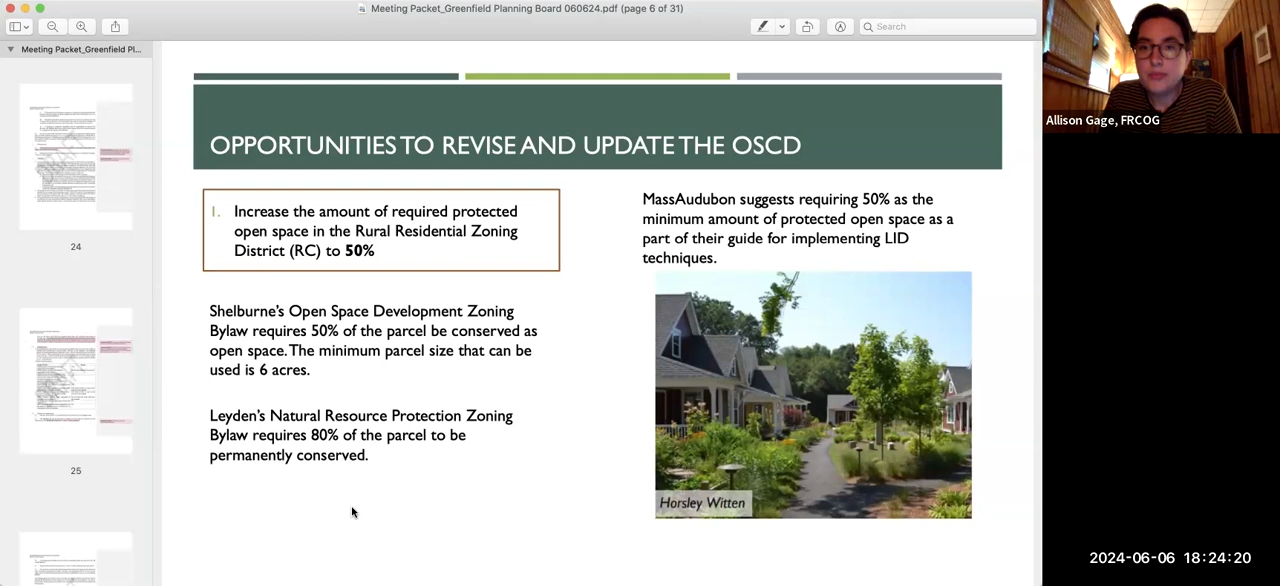 Meeting Packet_Greenfield Planning Board 060624.pdf (page 6 of 31)
Search
Meeting Packet_Greenfield Pl...
24
25
OPPORTUNITIES TO REVISE AND UPDATE THE OSCD
1. Increase the amount of required protected
open space in the Rural Residential Zoning
District (RC) to 50%
Shelburne's Open Space Development Zoning
Bylaw requires 50% of the parcel be conserved as
open space. The minimum parcel size that can be
used is 6 acres.
Leyden's Natural Resource Protection Zoning
Bylaw requires 80% of the parcel to be
permanently conserved.
MassAudubon suggests requiring 50% as the
minimum amount of protected open space as a
part of their guide for implementing LID
techniques.
Horsley Witten
Allison Gage, FRCOG
2024-06-06 18:24:20